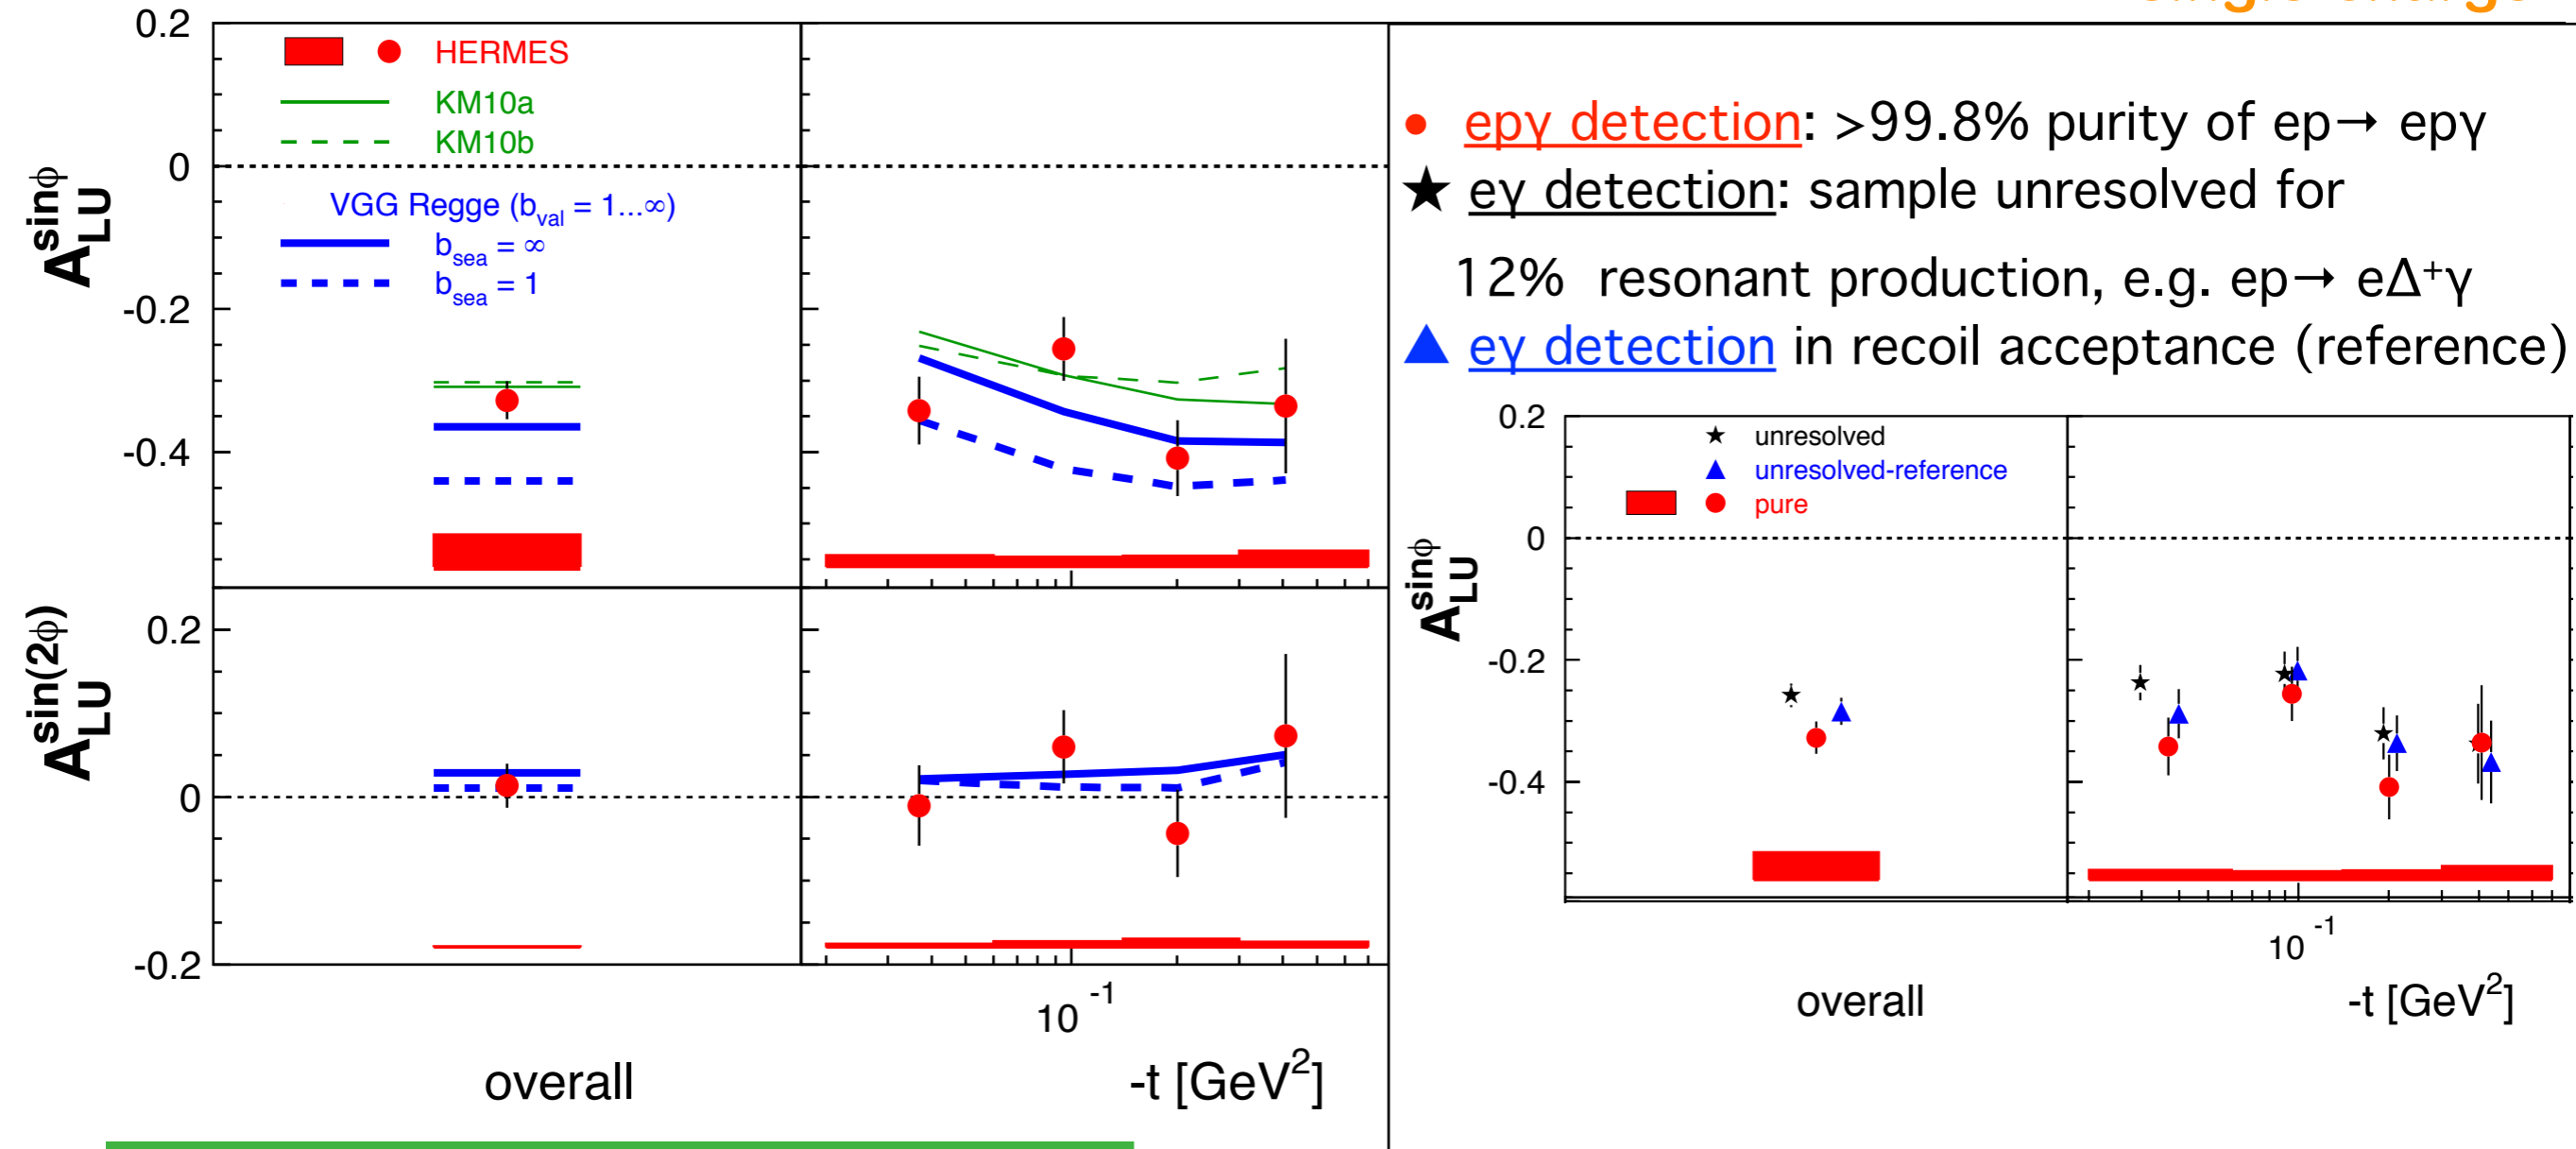 0.2
HERMES
KM10a
KM10b
0
VGG Regge (b_val = 1...∞)
b_sea = ∞
b_sea = 1
-0.2
-0.4
A_LU^sinϕ
0.2
0
-0.2
A_LU^sin(2ϕ)
10^-1
overall
-t [GeV^2]
• epγ detection: >99.8% purity of ep→ epγ
★ eγ detection: sample unresolved for
12% resonant production, e.g. ep→ eΔ⁺γ
▲ eγ detection in recoil acceptance (reference)
0.2
unresolved
unresolved-reference
pure
0
-0.2
-0.4
A_LU^sinϕ
10^-1
overall
-t [GeV^2]